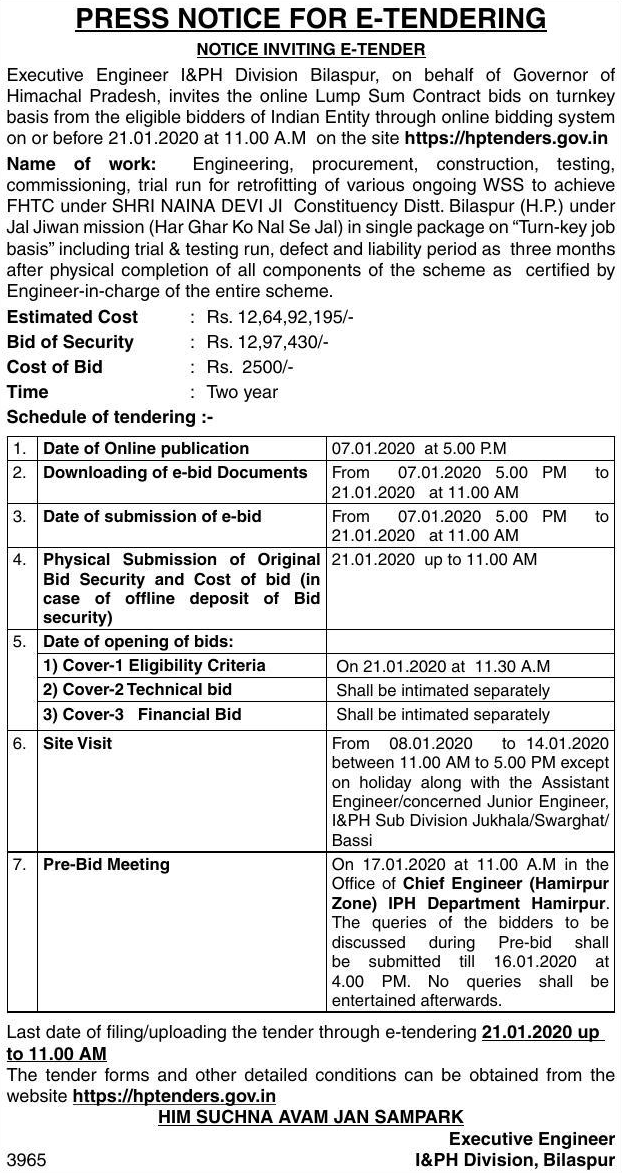 PRESS NOTICE FOR E-TENDERING
NOTICE INVITING E-TENDER
Executive Engineer I&PH Division Bilaspur, on behalf of Governor of
Himachal Pradesh, invites the online Lump Sum Contract bids on turnkey
basis from the eligible bidders of Indian Entity through online bidding system
on or before 21.01.2020 at 11.00 A.M on the site https://hptenders.gov.in
Name of work: Engineering, procurement, construction, testing,
commissioning, trial run for retrofitting of various ongoing WSS to achieve
FHTC under SHRI NAINA DEVI JI Constituency Distt. Bilaspur (H.P.) under
Jal Jiwan mission (Har Ghar Ko Nal Se Jal) in single package on “Turn-key job
basis” including trial & testing run, defect and liability period as three months
after physical completion of all components of the scheme as certified by
Engineer-in-charge of the entire scheme.
Estimated Cost : Rs. 12,64,92,195/-
Bid of Security : Rs. 12,97,430/-
Cost of Bid : Rs. 2500/-
Time : Two year
Schedule of tendering :-
1. Date of Online publication 07.01.2020 at 5.00 P.M
2. Downloading of e-bid Documents From 07.01.2020 5.00 PM to
21.01.2020 at 11.00 AM
3. Date of submission of e-bid From 07.01.2020 5.00 PM to
21.01.2020 at 11.00 AM
4. Physical Submission of Original 21.01.2020 up to 11.00 AM
Bid Security and Cost of bid (in
case of offline deposit of Bid
security)
5. Date of opening of bids:
1) Cover-1 Eligibility Criteria On 21.01.2020 at 11.30 A.M
2) Cover-2 Technical bid Shall be intimated separately
3) Cover-3 Financial Bid Shall be intimated separately
6. Site Visit From 08.01.2020 to 14.01.2020
between 11.00 AM to 5.00 PM except
on holiday along with the Assistant
Engineer/concerned Junior Engineer,
I&PH Sub Division Jukhala/Swarghat/
Bassi
7. Pre-Bid Meeting On 17.01.2020 at 11.00 A.M in the
Office of Chief Engineer (Hamirpur
Zone) IPH Department Hamirpur.
The queries of the bidders to be
discussed during Pre-bid shall
be submitted till 16.01.2020 at
4.00 PM. No queries shall be
entertained afterwards.
Last date of filing/uploading the tender through e-tendering 21.01.2020 up
to 11.00 AM
The tender forms and other detailed conditions can be obtained from the
website https://hptenders.gov.in
HIM SUCHNA AVAM JAN SAMPARK
Executive Engineer
3965 I&PH Division, Bilaspur